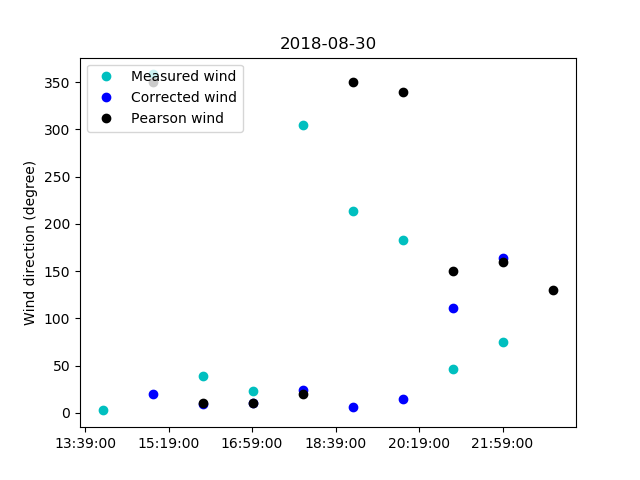 2018-08-30
Measured wind
Corrected wind
Pearson wind
Wind direction (degree)
350
300
250
200
150
100
50
0
13:39:00 15:19:00 16:59:00 18:39:00 20:19:00 21:59:00